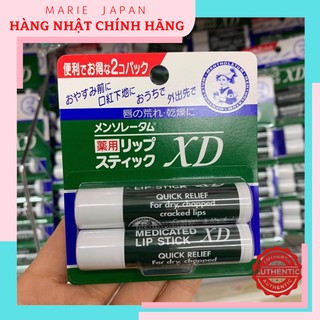 MARIE JAPAN
HÀNG NHẬT CHÍNH HÃNG
便利でお得な2コパック
おやすみ前に
口紅下地に
おうちで
外出先で
MENTHOLATUM
唇の荒れ・乾燥に
メンソレータム
薬用リップ
スティック XD
LIP STICK XD
QUICK RELIEF
For dry, chapped
cracked lips
MEDICATED
LIP STICK XD
QUICK RELIEF
For dry, chapped
AUTHENTIC